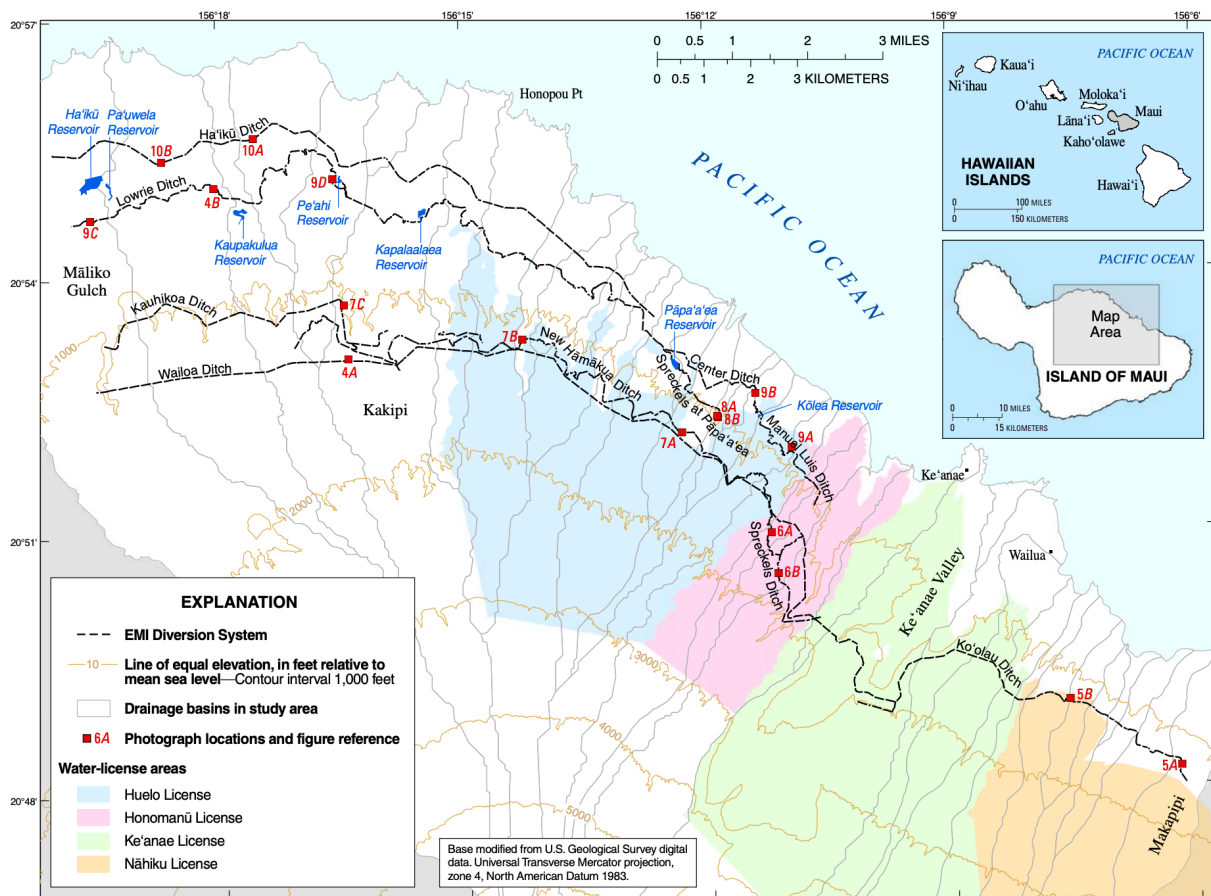 156°18'
156°15'
156°12'
156°9'
156°6'
20°57'
20°54'
20°51'
20°48'
0 0.5 1 2 3 MILES
0 0.5 1 2 3 KILOMETERS
Honopou Pt
PACIFIC OCEAN
Ha‘ikū
Reservoir
Pa‘uwela
Reservoir
Ha‘ikū Ditch
10B
10A
Lowrie Ditch
4B
9D
9C
Pe‘ahi
Reservoir
Kaupakulua
Reservoir
Kapalaalaea
Reservoir
Māliko
Gulch
Kauhikoa Ditch
7C
1000
Wailoa Ditch
4A
Kakipi
7B
New Hāmākua Ditch
Pāpa‘a‘ea
Reservoir
Center Ditch
Spreckels at Pāpa‘a‘ea
8A
8B
9B
Kōlea Reservoir
7A
9A
Manuel Luis Ditch
Ke‘anae
2000
6A
Spreckels Ditch
6B
Wailua
Ke‘anae Valley
3000
Ko‘olau Ditch
4000
5B
5A
5000
Makapipi
PACIFIC OCEAN
Kaua‘i
Ni‘ihau
O‘ahu
Moloka‘i
Lāna‘i
Maui
Kaho‘olawe
HAWAIIAN
ISLANDS
Hawai‘i
0 100 MILES
0 150 KILOMETERS
PACIFIC OCEAN
Map
Area
ISLAND OF MAUI
0 10 MILES
0 15 KILOMETERS
EXPLANATION
EMI Diversion System
10 Line of equal elevation, in feet relative to
mean sea level—Contour interval 1,000 feet
Drainage basins in study area
6A Photograph locations and figure reference
Water-license areas
Huelo License
Honomanū License
Ke‘anae License
Nāhiku License
Base modified from U.S. Geological Survey digital
data. Universal Transverse Mercator projection,
zone 4, North American Datum 1983.